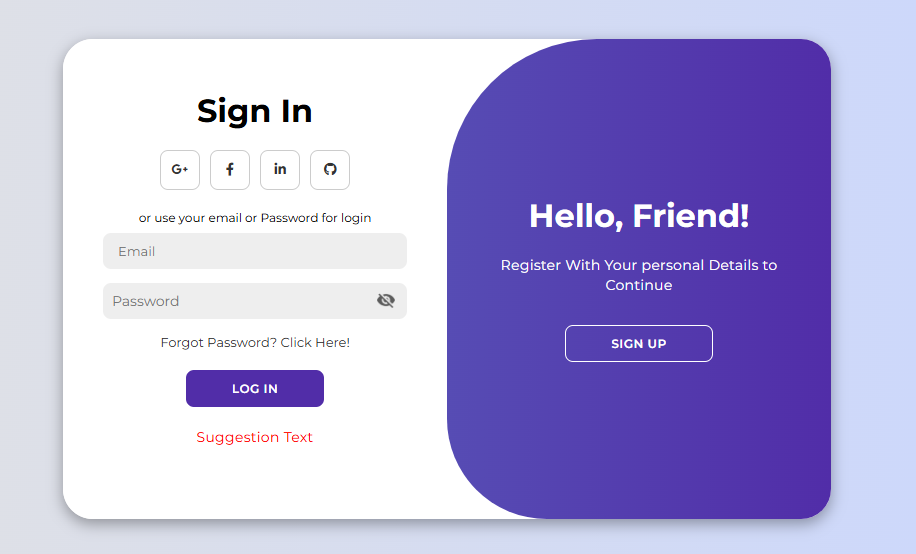 Sign In
G+
f
in
or use your email or Password for login
Email
Password
Forgot Password? Click Here!
LOG IN
Suggestion Text
Hello, Friend!
Register With Your personal Details to
Continue
SIGN UP